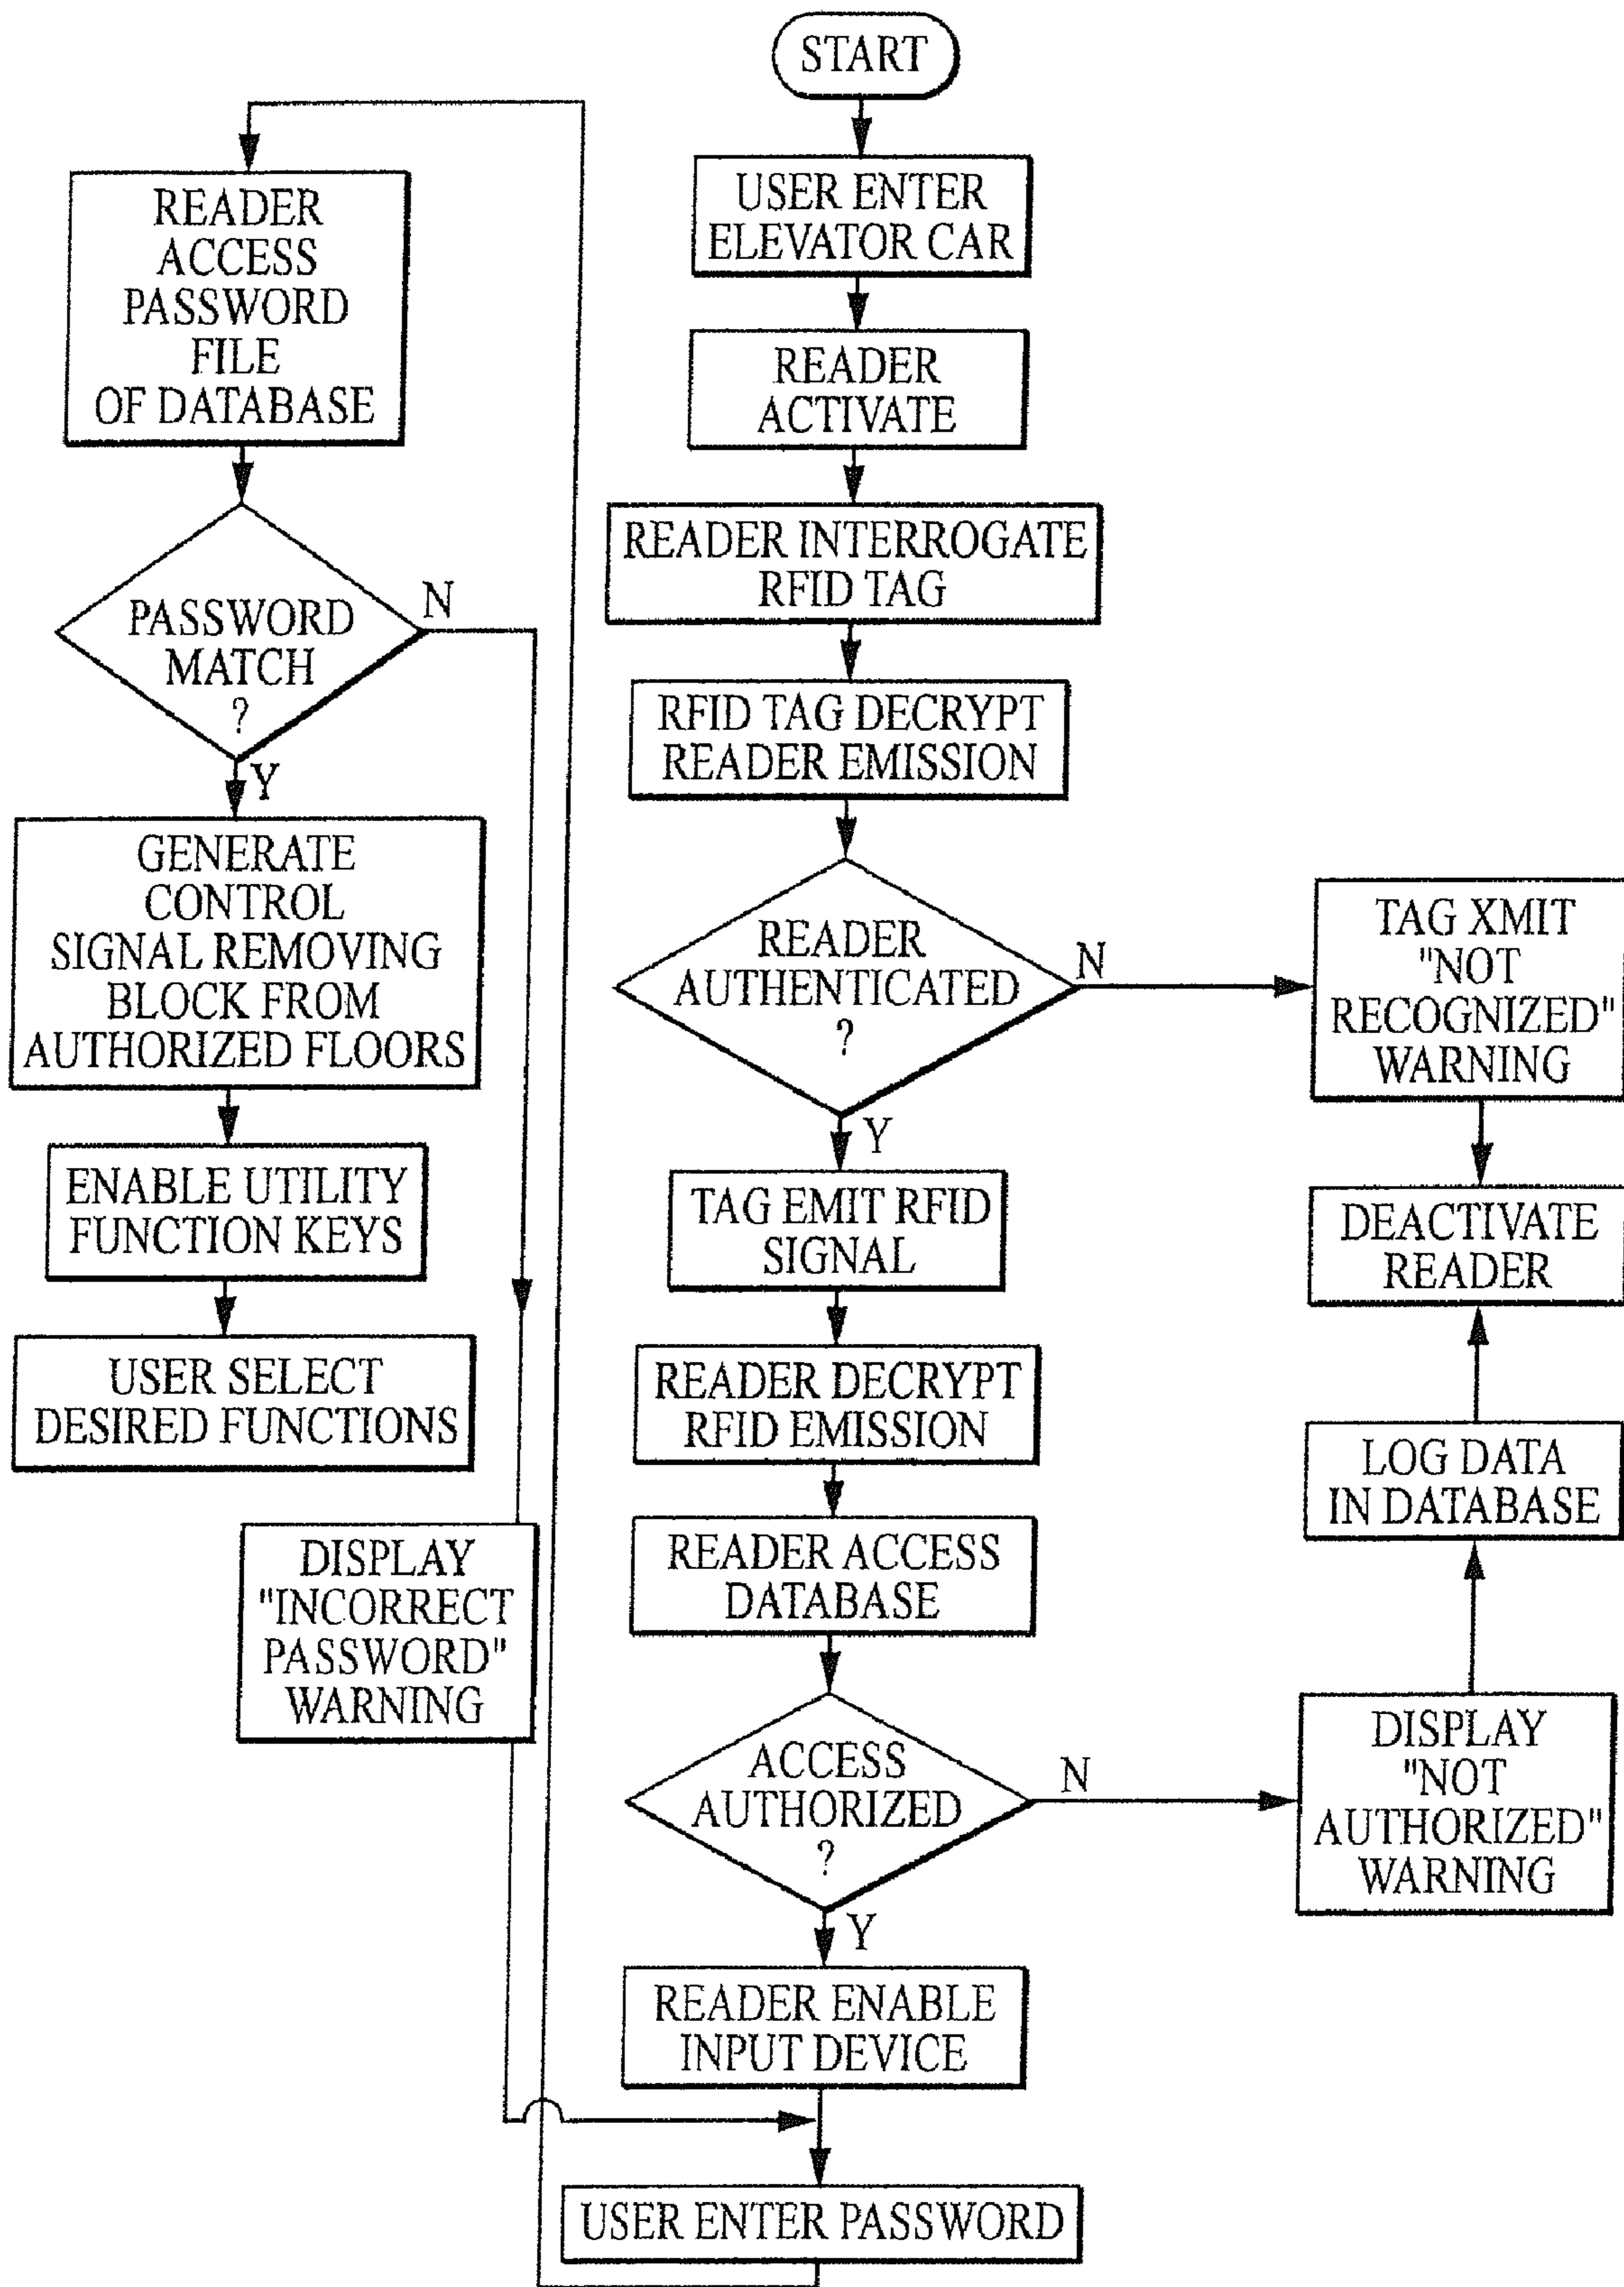 START
USER ENTER
ELEVATOR CAR
READER
ACTIVATE
READER INTERROGATE
RFID TAG
RFID TAG DECRYPT
READER EMISSION
READER
AUTHENTICATED
?
N
TAG XMIT
"NOT
RECOGNIZED"
WARNING
DEACTIVATE
READER
Y
TAG EMIT RFID
SIGNAL
READER DECRYPT
RFID EMISSION
READER ACCESS
DATABASE
ACCESS
AUTHORIZED
?
N
DISPLAY
"NOT
AUTHORIZED"
WARNING
LOG DATA
IN DATABASE
Y
READER ENABLE
INPUT DEVICE
USER ENTER PASSWORD
READER
ACCESS
PASSWORD
FILE
OF DATABASE
PASSWORD
MATCH
?
N
DISPLAY
"INCORRECT
PASSWORD"
WARNING
Y
GENERATE
CONTROL
SIGNAL REMOVING
BLOCK FROM
AUTHORIZED FLOORS
ENABLE UTILITY
FUNCTION KEYS
USER SELECT
DESIRED FUNCTIONS